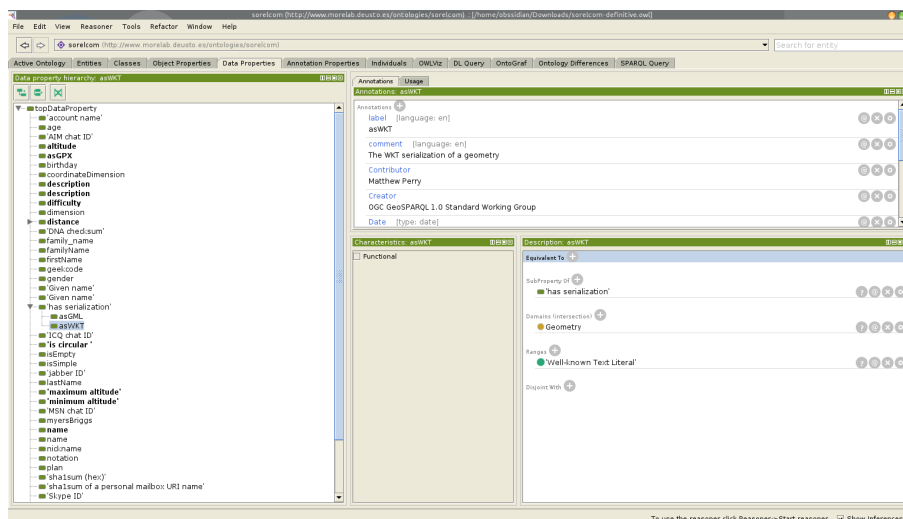 sorelcom (http://www.morelab.deusto.es/ontologies/sorelcom) : [/home/obssidian/Downloads/sorelcom-definitive.owl]
File Edit View Reasoner Tools Refactor Window Help
sorelcom (http://www.morelab.deusto.es/ontologies/sorelcom)
Search for entity
Active Ontology Entities Classes Object Properties Data Properties Annotation Properties Individuals OWLViz DL Query OntoGraf Ontology Differences SPARQL Query
Data property hierarchy: asWKT
topDataProperty
'account name'
age
'AIM chat ID'
altitude
asGPX
birthday
coordinateDimension
description
description
difficulty
dimension
distance
'DNA checksum'
family_name
familyName
firstName
geekcode
gender
'Given name'
'Given name'
'has serialization'
asGML
asWKT
'ICQ chat ID'
'is circular '
isEmpty
isSimple
'jabber ID'
lastName
'maximum altitude'
'minimum altitude'
'MSN chat ID'
myersBriggs
name
name
nickname
notation
plan
'sha1sum (hex)'
'sha1sum of a personal mailbox URI name'
'Skype ID'
Annotations Usage
Annotations: asWKT
Annotations
label [language: en]
asWKT
comment [language: en]
The WKT serialization of a geometry
Contributor
Matthew Perry
Creator
OGC GeoSPARQL 1.0 Standard Working Group
Date [type: date]
Characteristics: asWKT
Functional
Description: asWKT
Equivalent To
SubProperty Of
'has serialization'
Domains (intersection)
Geometry
Ranges
'Well-known Text Literal'
Disjoint With
To use the reasoner click Reasoner->Start reasoner
Show Inferences